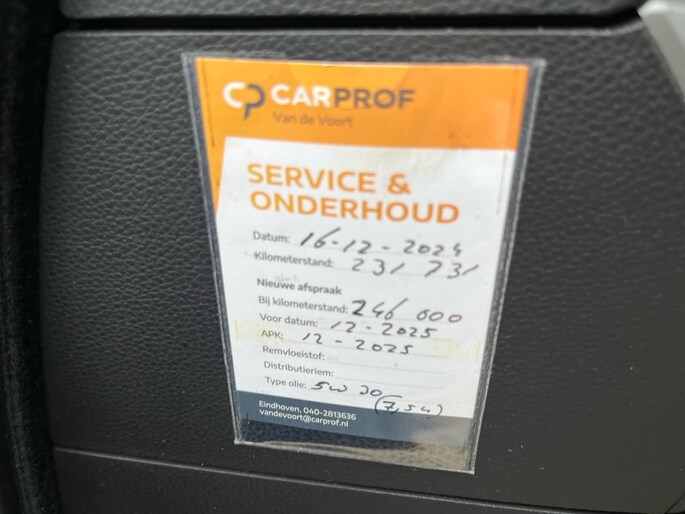 CP CARPROF
Van de Voort
SERVICE &
ONDERHOUD
Datum: 16-12-2024
Kilometerstand: 231 731
Nieuwe afspraak
Bij kilometerstand: 246 000
Voor datum: 12-2025
APK: 12-2025
Remvloeistof:
Distributieriem:
Type olie: 5w 30
(7,5L)
Eindhoven, 040-2813636
vandevoort@carprof.nl